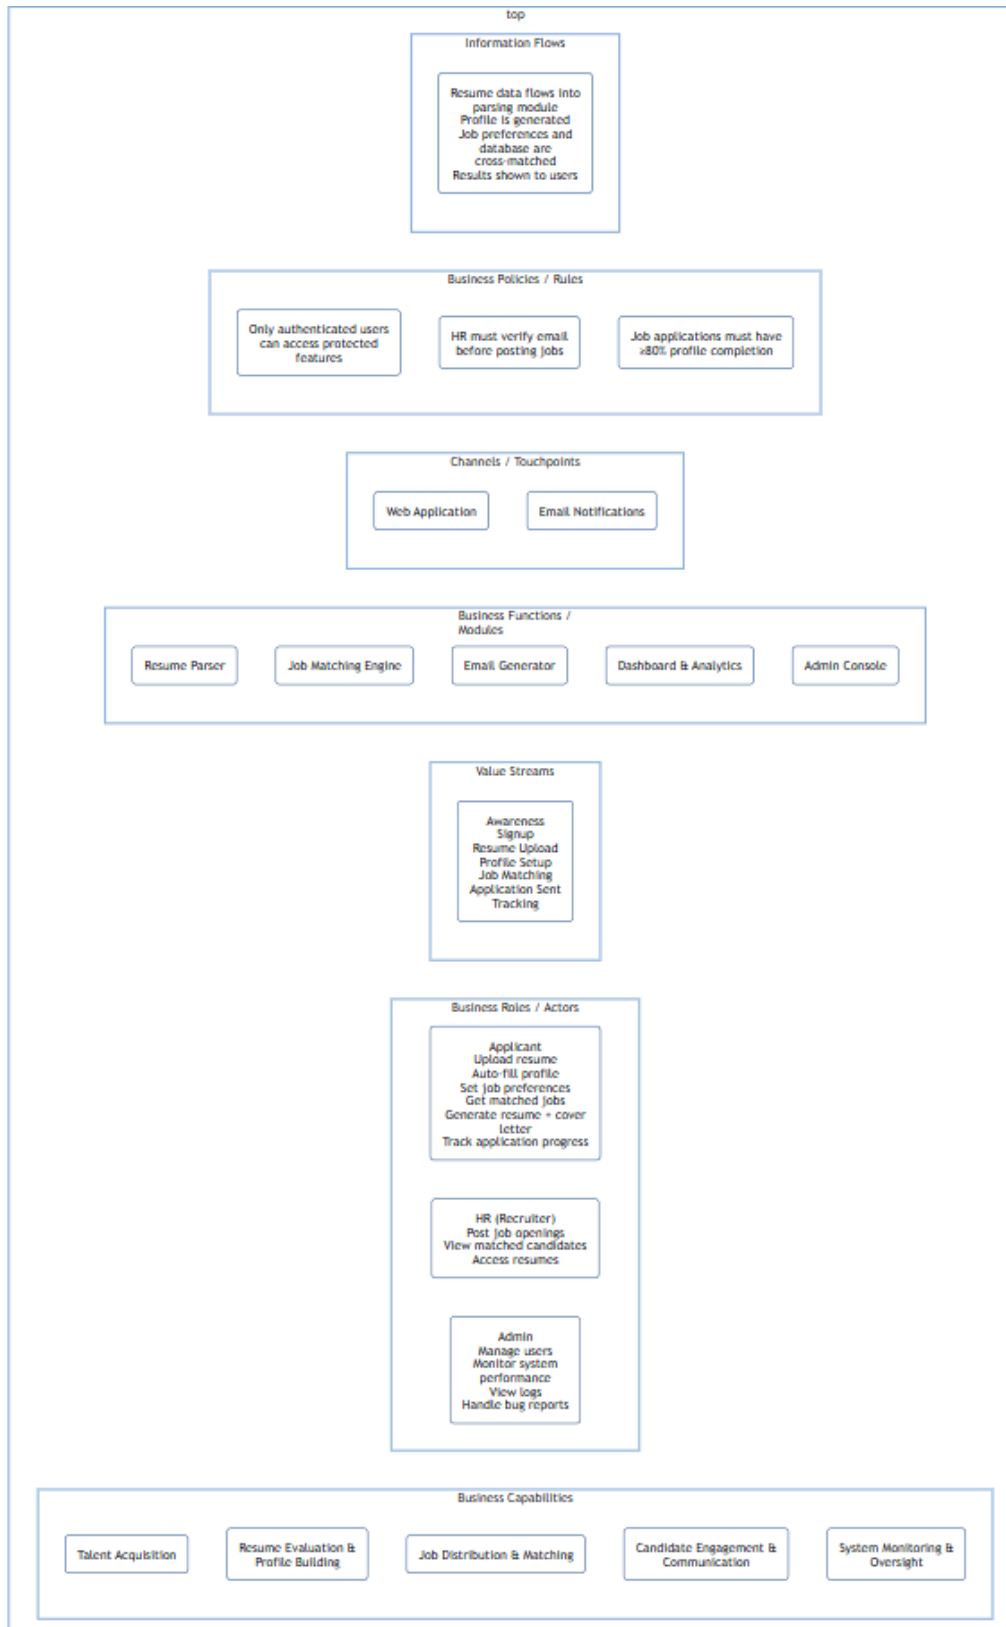 top
Information Flows
Resume data flows into
parsing module
Profile is generated
Job preferences and
database are
cross-matched
Results shown to users
Business Policies / Rules
Only authenticated users
can access protected
features
HR must verify email
before posting jobs
Job applications must have
≥80% profile completion
Channels / Touchpoints
Web Application
Email Notifications
Business Functions /
Modules
Resume Parser
Job Matching Engine
Email Generator
Dashboard & Analytics
Admin Console
Value Streams
Awareness
Signup
Resume Upload
Profile Setup
Job Matching
Application Sent
Tracking
Business Roles / Actors
Applicant
Upload resume
Auto-fill profile
Set job preferences
Get matched jobs
Generate resume + cover
letter
Track application progress
HR (Recruiter)
Post job openings
View matched candidates
Access resumes
Admin
Manage users
Monitor system
performance
View logs
Handle bug reports
Business Capabilities
Talent Acquisition
Resume Evaluation &
Profile Building
Job Distribution & Matching
Candidate Engagement &
Communication
System Monitoring &
Oversight